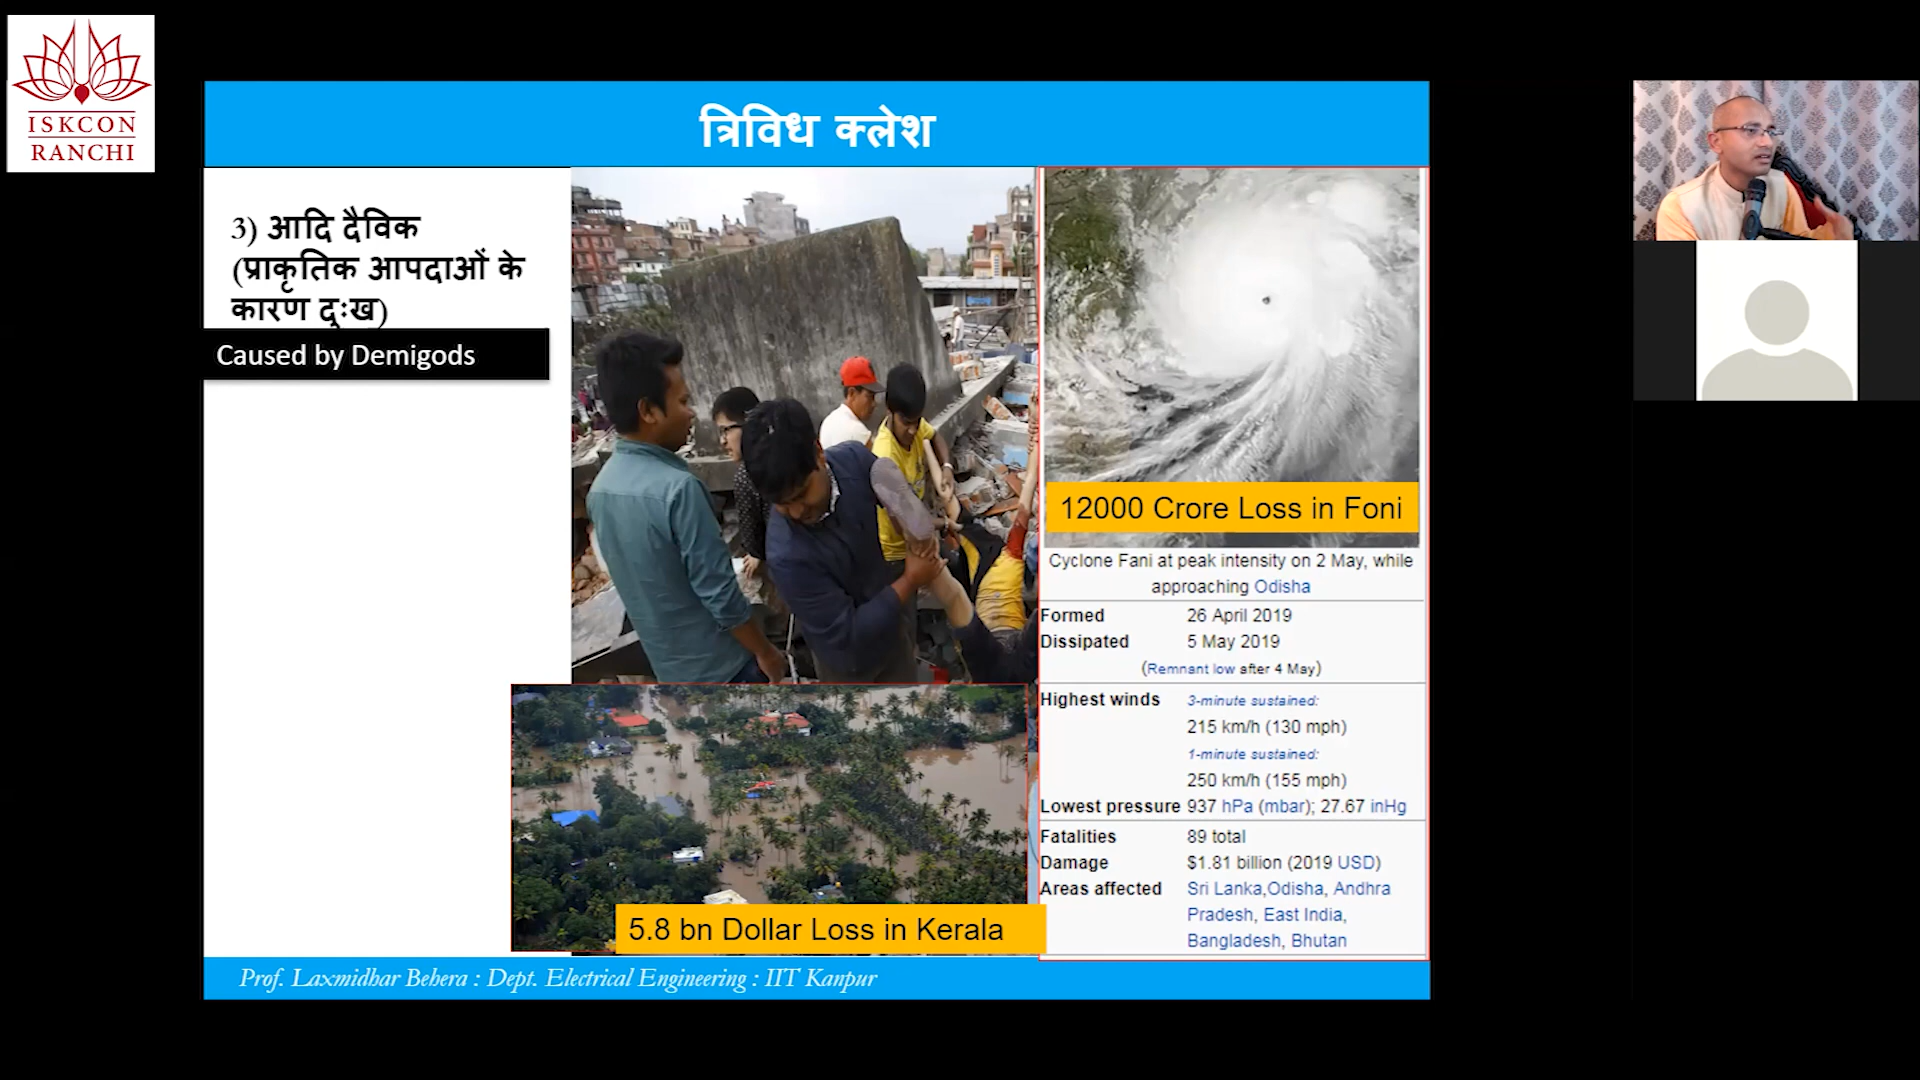 ISKCON
RANCHI
त्रिविध क्लेश
3) आदि दैविक
(प्राकृतिक आपदाओं के
कारण दुःख)
Caused by Demigods
12000 Crore Loss in Foni
Cyclone Fani at peak intensity on 2 May, while
approaching Odisha
Formed 26 April 2019
Dissipated 5 May 2019
(Remnant low after 4 May)
Highest winds 3-minute sustained:
215 km/h (130 mph)
1-minute sustained:
250 km/h (155 mph)
Lowest pressure 937 hPa (mbar); 27.67 inHg
Fatalities 89 total
Damage $1.81 billion (2019 USD)
Areas affected Sri Lanka,Odisha, Andhra
Pradesh, East India,
Bangladesh, Bhutan
5.8 bn Dollar Loss in Kerala
Prof. Laxmidhar Behera : Dept. Electrical Engineering : IIT Kanpur